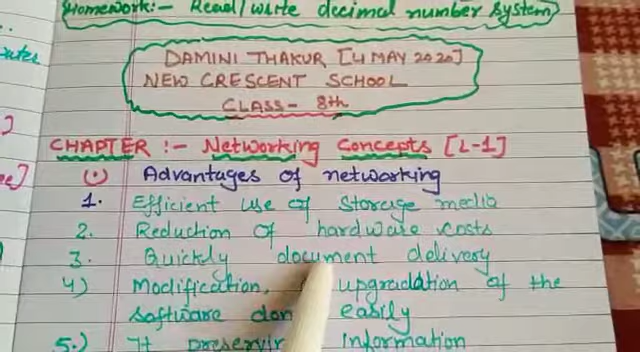 Homework:- Read/write decimal number system
DAMINI THAKUR [4 MAY 2020]
NEW CRESCENT SCHOOL
CLASS- 8th
CHAPTER :- Networking Concepts [L-1]
(i) Advantages of networking
1. Efficient use of Storage media
2. Reduction of hardware costs
3. Quickly document delivery
4) Modification, upgradation of the
software don easily
5.) It preservin information